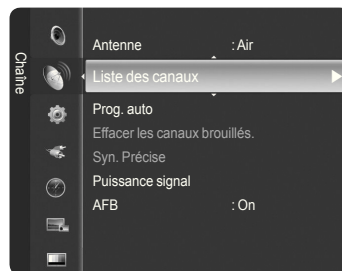 Chaîne
Antenne : Air
Liste des canaux
Prog. auto
Effacer les canaux brouillés.
Syn. Précise
Puissance signal
AFB : On